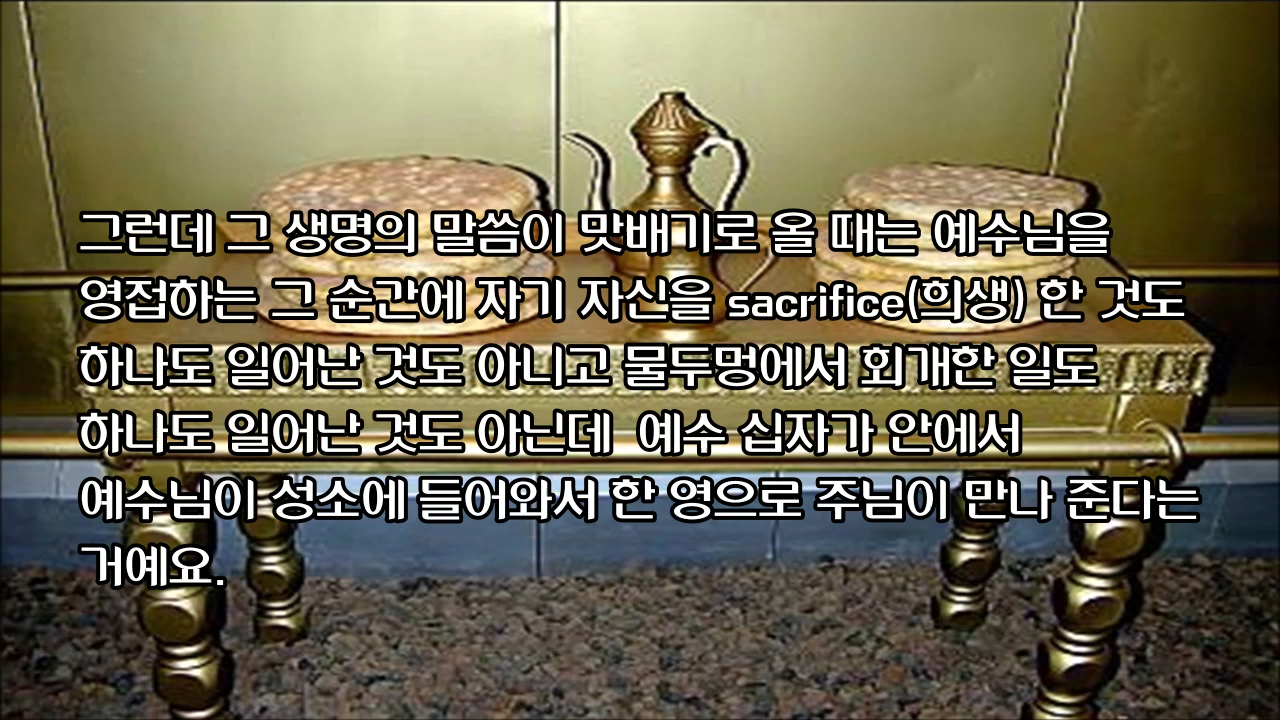 그런데 그 생명의 말씀이 맛배기로 올 때는 예수님을
영접하는 그 순간에 자기 자신을 sacrifice(희생) 한 것도
하나도 일어난 것도 아니고 물두멍에서 회개한 일도
하나도 일어난 것도 아닌데 예수 십자가 안에서
예수님이 성소에 들어와서 한 영으로 주님이 만나 준다는
거예요.